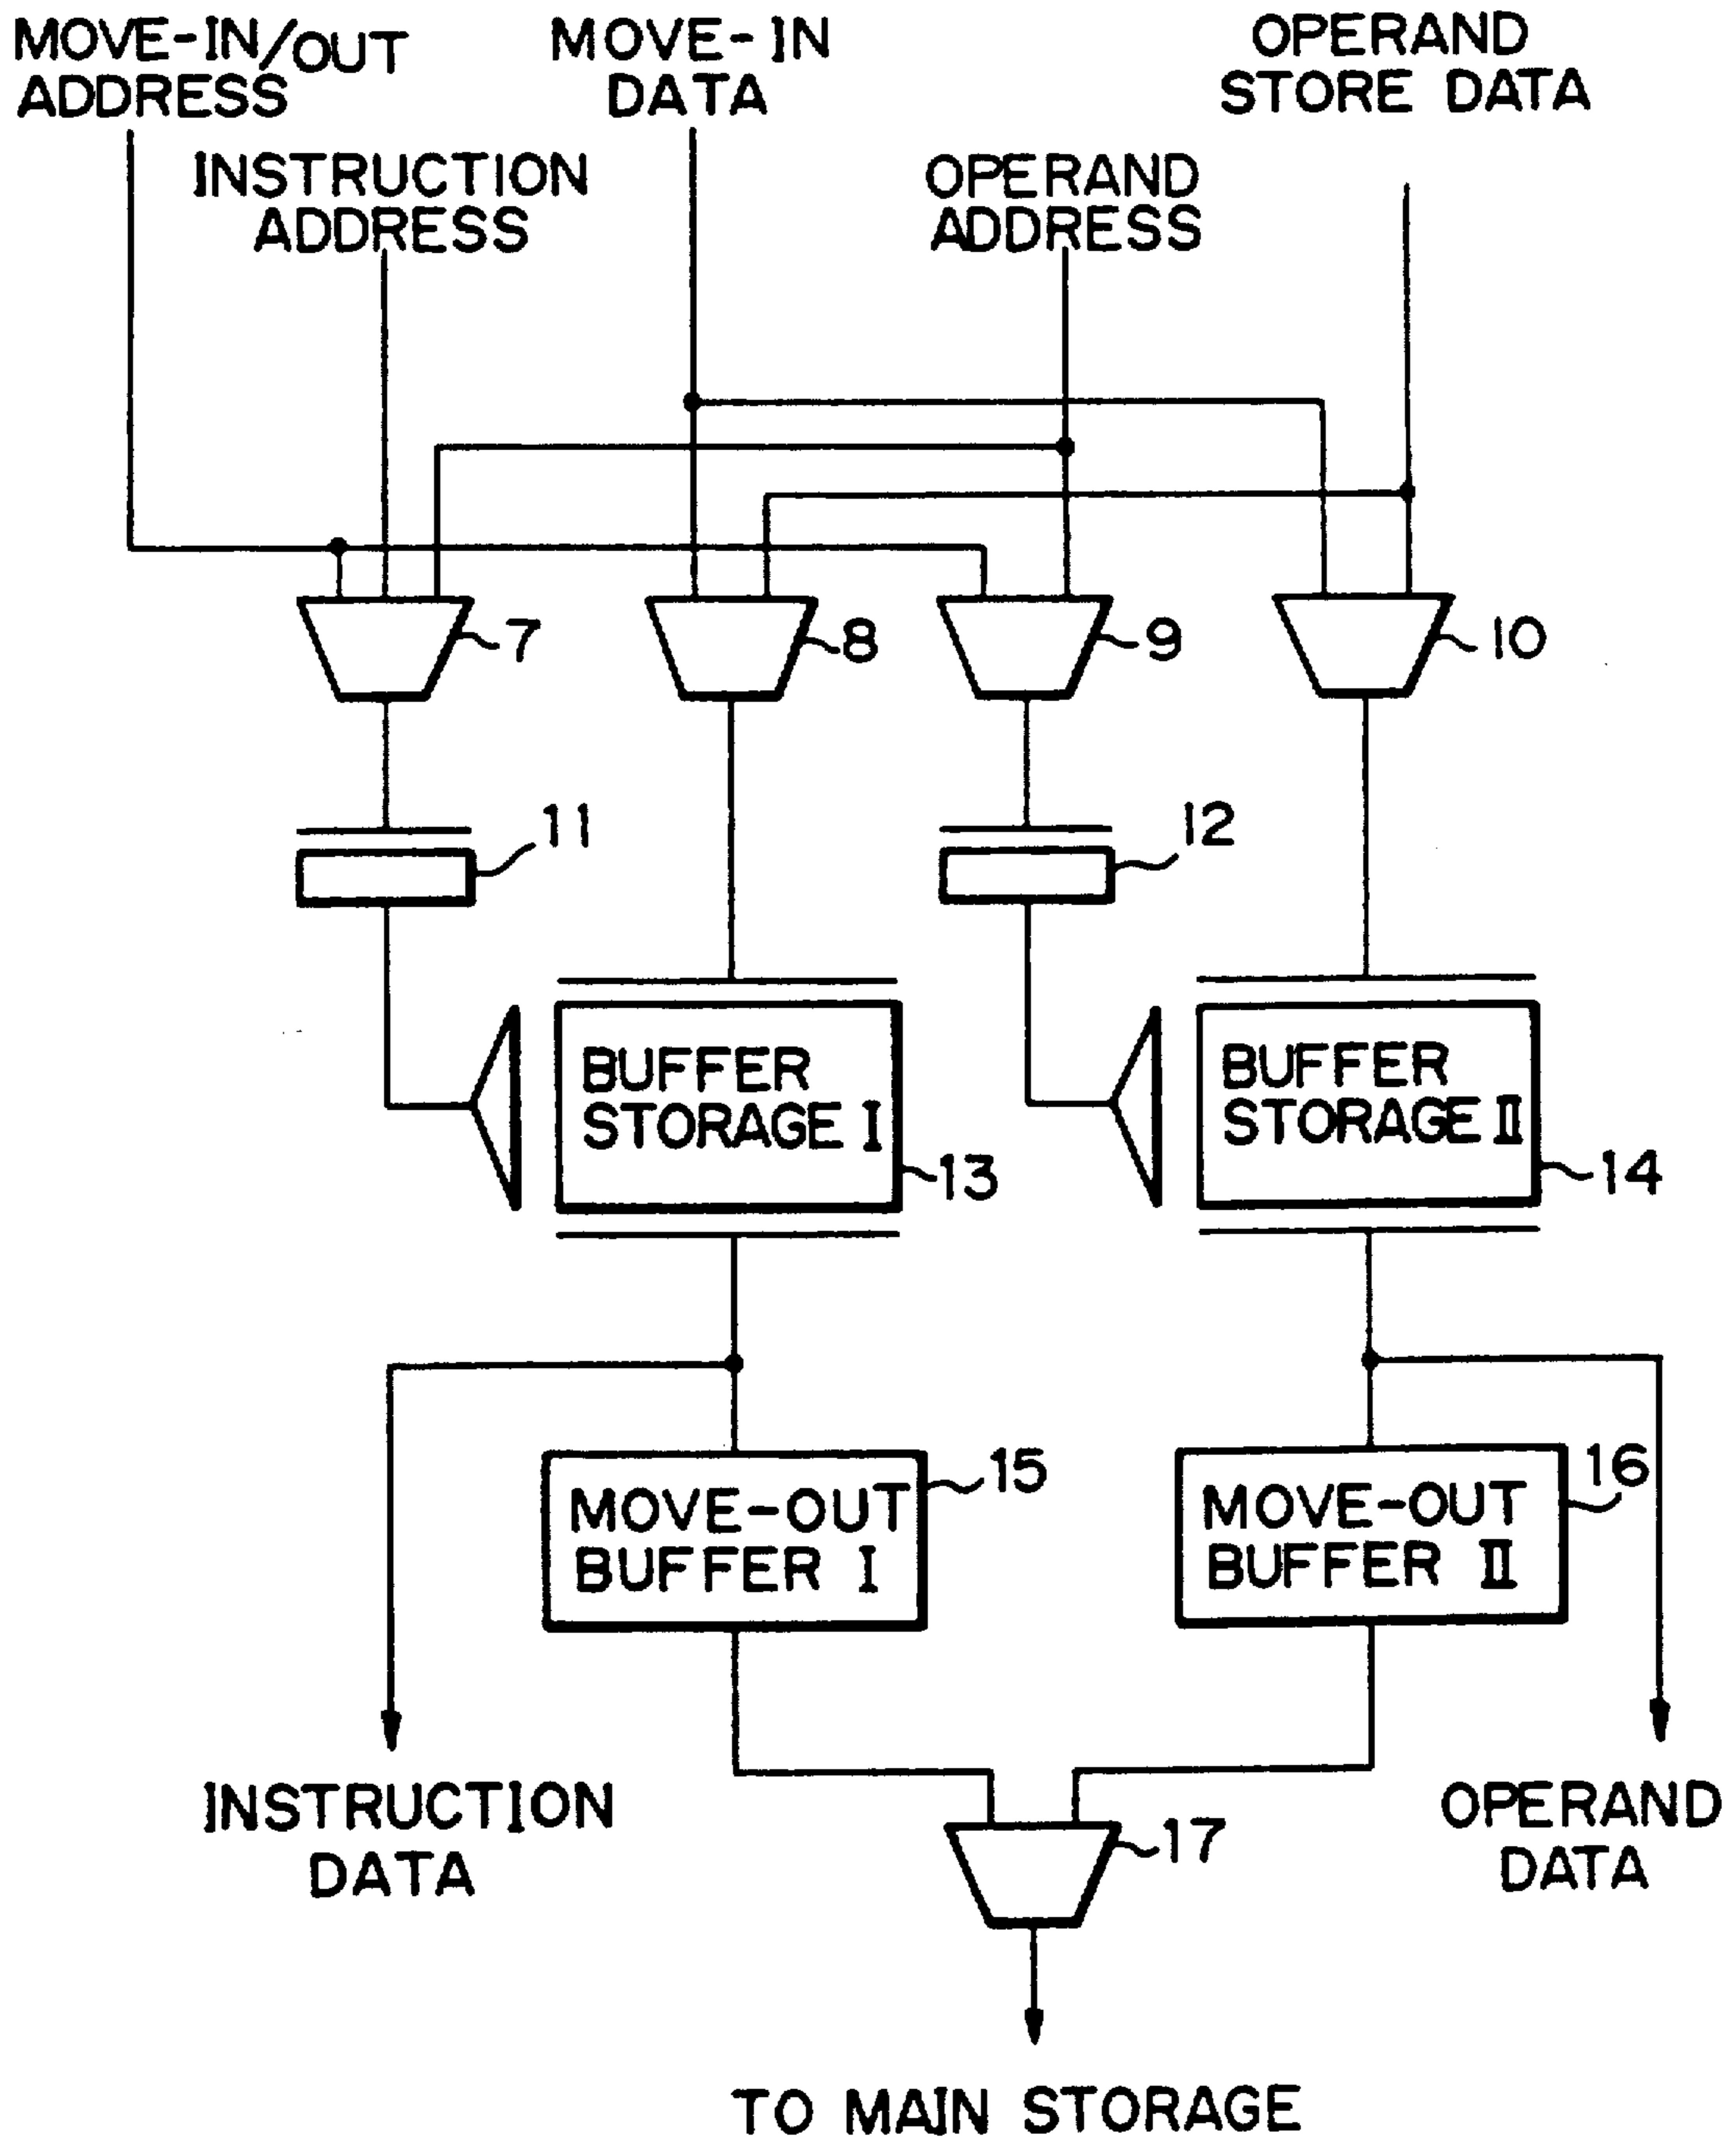 MOVE-IN/OUT
ADDRESS
MOVE-IN
DATA
OPERAND
STORE DATA
INSTRUCTION
ADDRESS
OPERAND
ADDRESS
7
8
9
10
11
12
BUFFER
STORAGE I
13
BUFFER
STORAGE II
14
MOVE-OUT
BUFFER I
15
MOVE-OUT
BUFFER II
16
INSTRUCTION
DATA
17
OPERAND
DATA
TO MAIN STORAGE